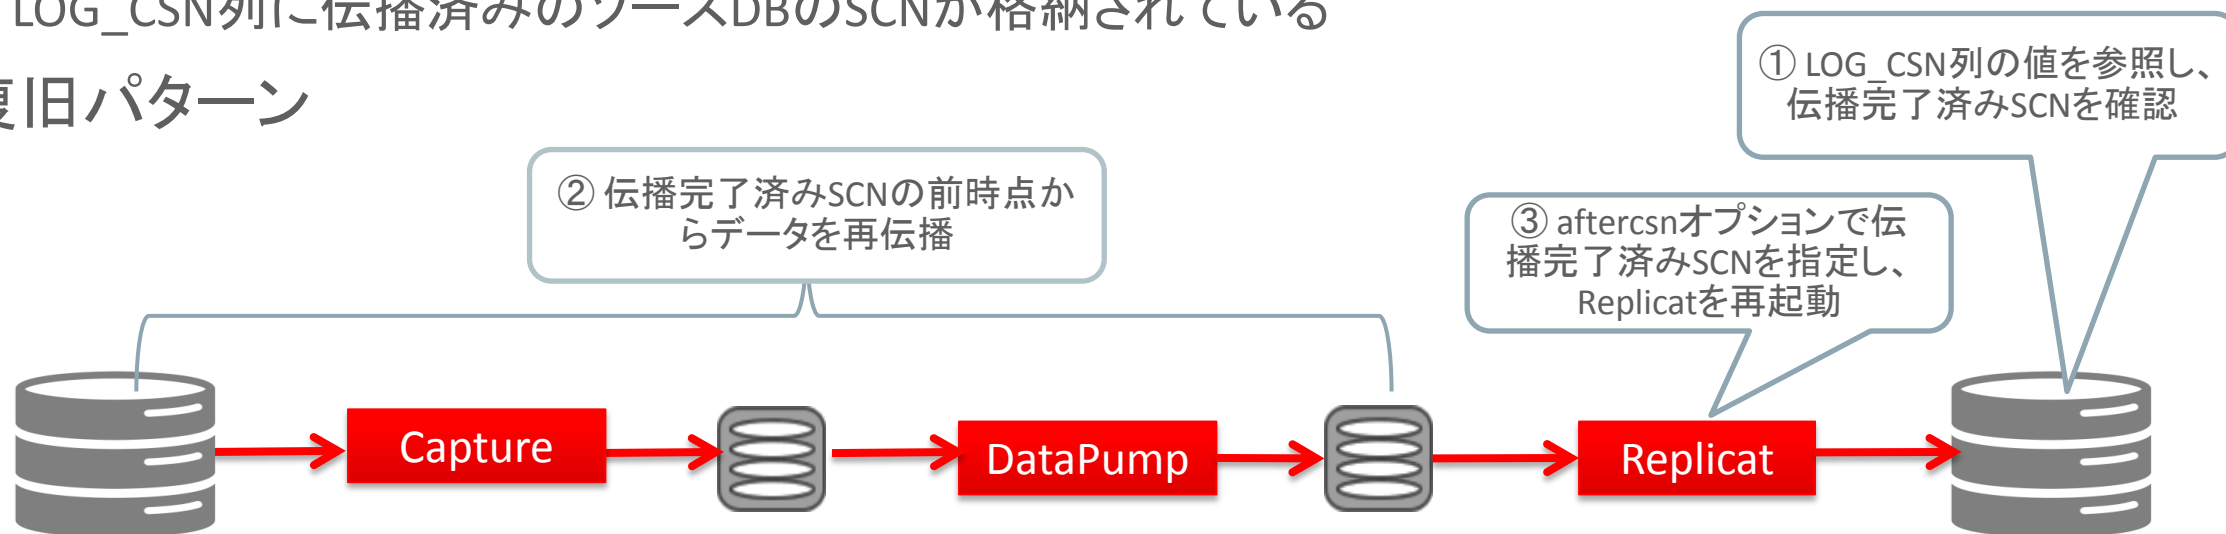 LOG_CSN列に伝播済みのソースDBのSCNが格納されている
復旧パターン
① LOG_CSN列の値を参照し、
伝播完了済みSCNを確認
② 伝播完了済みSCNの前時点か
らデータを再伝播
③ aftercsnオプションで伝
播完了済みSCNを指定し、
Replicatを再起動
Capture
DataPump
Replicat